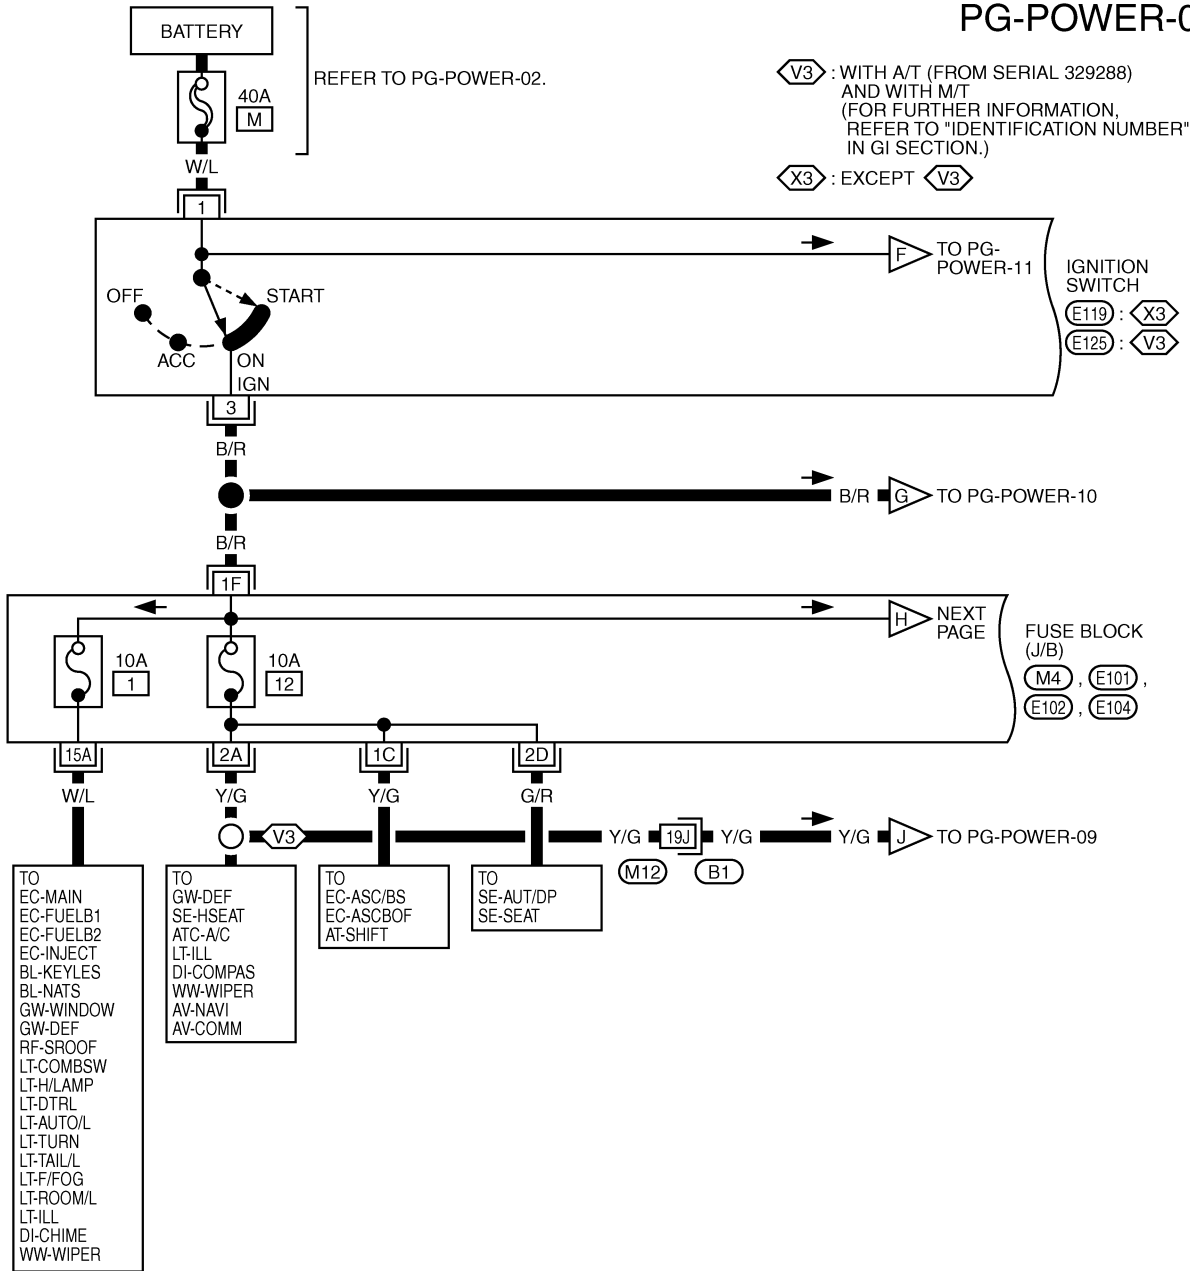 PG-POWER-0
BATTERY
REFER TO PG-POWER-02.
40A
M
W/L
1
V3 : WITH A/T (FROM SERIAL 329288)
AND WITH M/T
(FOR FURTHER INFORMATION,
REFER TO "IDENTIFICATION NUMBER"
IN GI SECTION.)
X3 : EXCEPT V3
F TO PG-
POWER-11
OFF
START
ACC
ON
IGN
IGNITION
SWITCH
E119 : X3
E125 : V3
3
B/R
B/R G TO PG-POWER-10
B/R
1F
H NEXT
PAGE
10A
1
10A
12
FUSE BLOCK
(J/B)
M4 , E101 ,
E102 , E104
15A 2A 1C 2D
W/L Y/G Y/G G/R
V3 Y/G 19J Y/G Y/G J TO PG-POWER-09
M12 B1
TO
EC-MAIN
EC-FUELB1
EC-FUELB2
EC-INJECT
BL-KEYLES
BL-NATS
GW-WINDOW
GW-DEF
RF-SROOF
LT-COMBSW
LT-H/LAMP
LT-DTRL
LT-AUTO/L
LT-TURN
LT-TAIL/L
LT-F/FOG
LT-ROOM/L
LT-ILL
DI-CHIME
WW-WIPER
TO
GW-DEF
SE-HSEAT
ATC-A/C
LT-ILL
DI-COMPAS
WW-WIPER
AV-NAVI
AV-COMM
TO
EC-ASC/BS
EC-ASCBOF
AT-SHIFT
TO
SE-AUT/DP
SE-SEAT